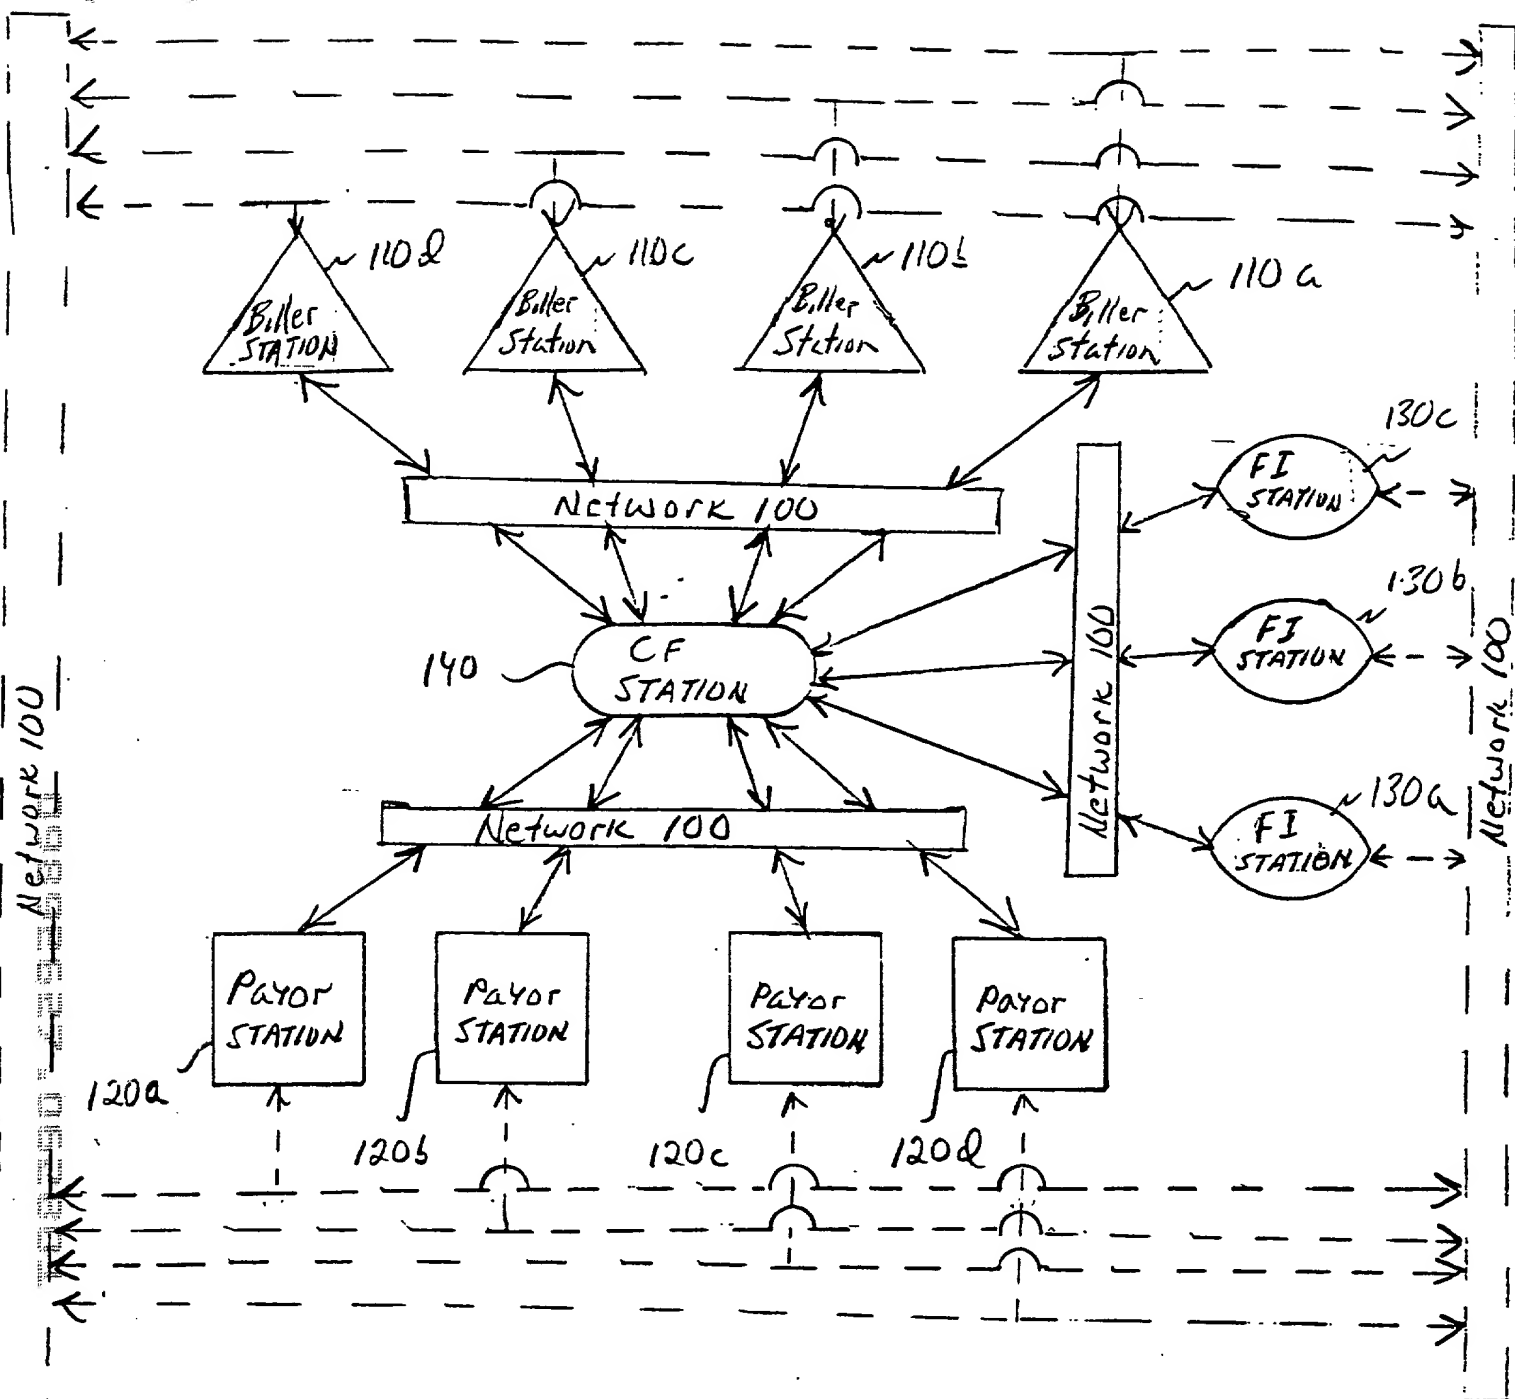 110d
110c
110b
110a
Biller
STATION
Biller
Station
Biller
Station
Biller
Station
130c
FI
STATION
Network 100
130b
FI
STATION
CF
STATION
140
Network 100
Network 100
Network 100
130a
FI
STATION
Network 100
Payor
STATION
Payor
STATION
Payor
STATION
Payor
STATION
120a
120b
120c
120d